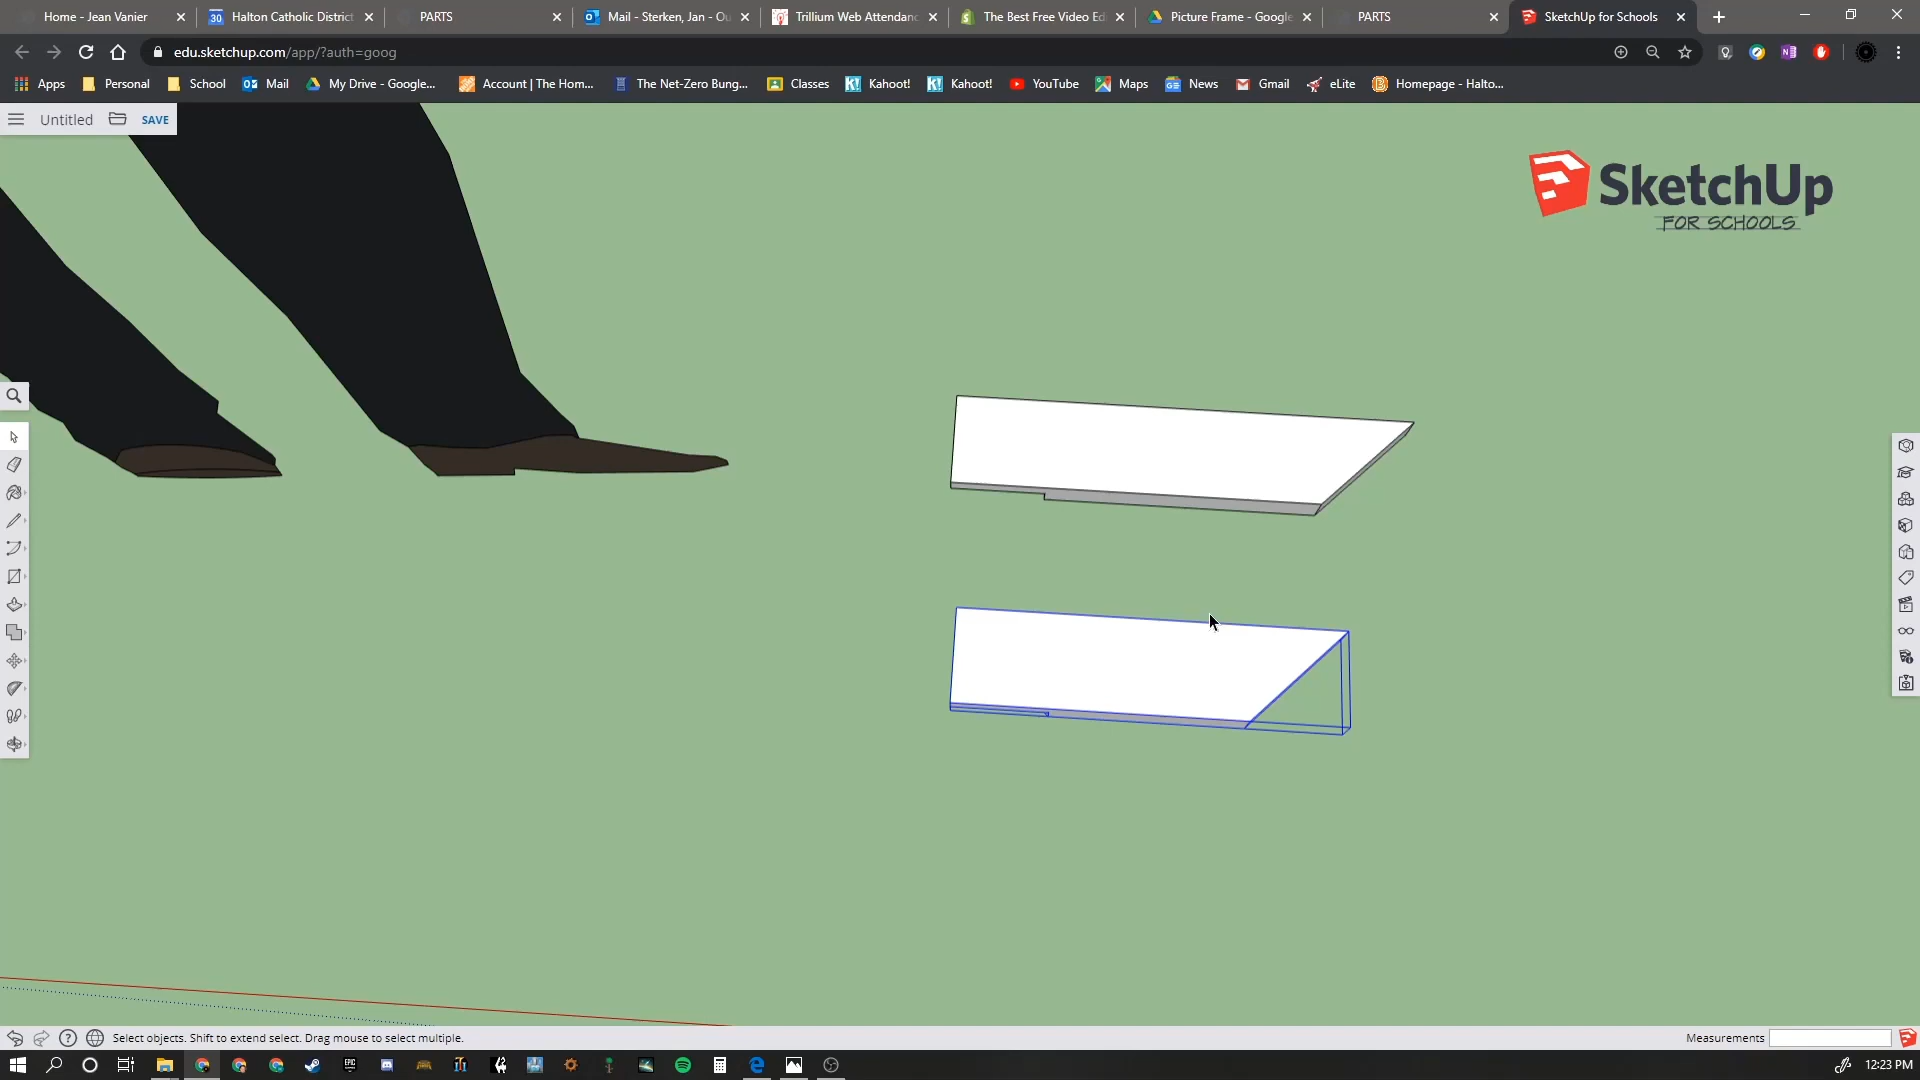 Home - Jean Vanier
Halton Catholic District
PARTS
Mail - Sterken, Jan - Ou
Trillium Web Attendanc
The Best Free Video Ed
Picture Frame - Google
PARTS
SketchUp for Schools
edu.sketchup.com/app/?auth=goog
Apps
Personal
School
Mail
My Drive - Google...
Account | The Hom...
The Net-Zero Bung...
Classes
Kahoot!
Kahoot!
YouTube
Maps
News
Gmail
eLite
Homepage - Halto...
Untitled
SAVE
SketchUp
FOR SCHOOLS
Select objects. Shift to extend select. Drag mouse to select multiple.
Measurements
12:23 PM